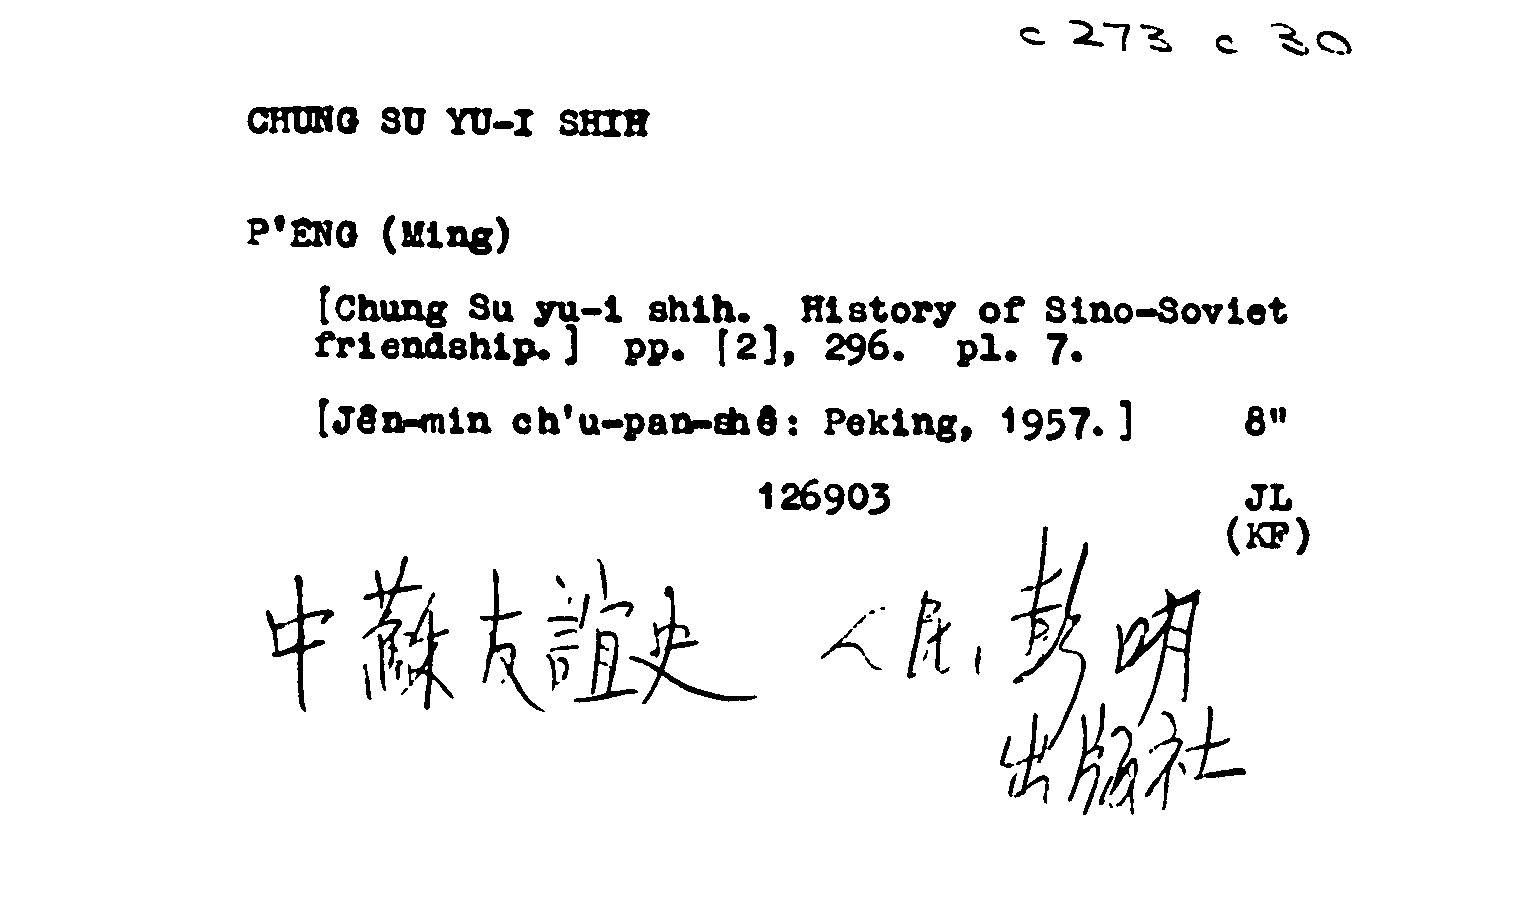 c 273 c 30
CHUNG SU YU-I SHIH
P'ÊNG (Ming)
[Chung Su yu-i shih. History of Sino-Soviet
friendship.] pp. [2], 296. pl. 7.
[Jên-min ch'u-pan-shê: Peking, 1957.] 8"
126903 JL
(KF)
中蘇友誼史 人民, 彭明
出版社